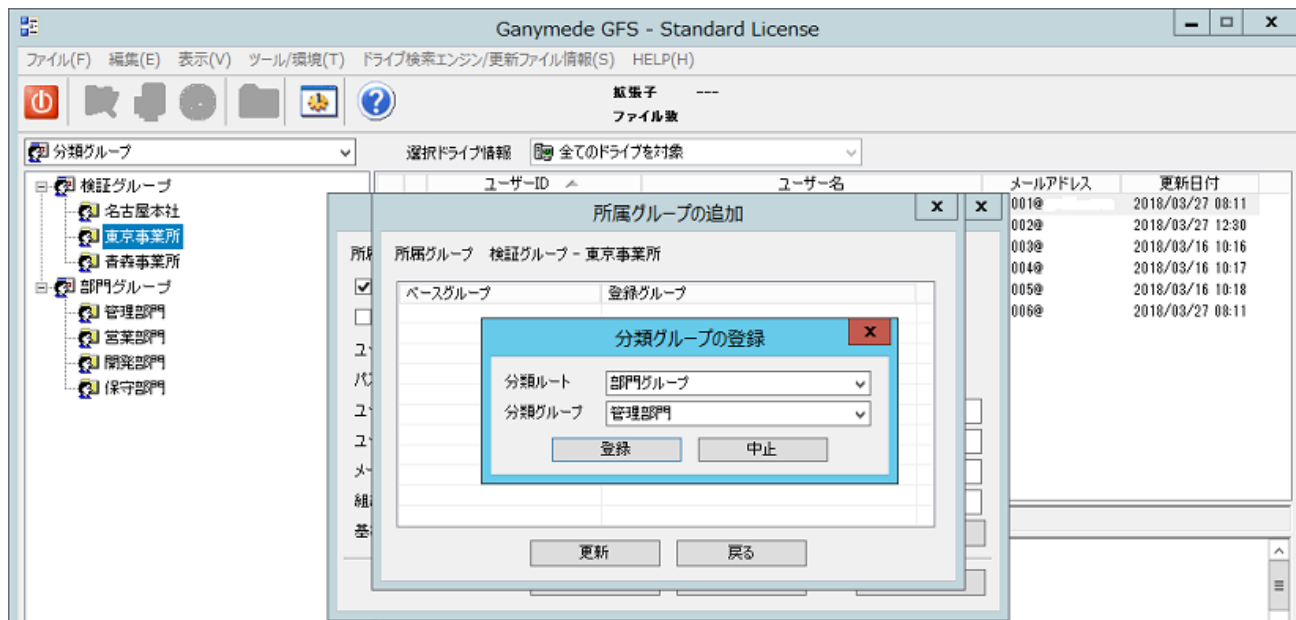 Ganymede GFS - Standard License
ファイル(F) 編集(E) 表示(V) ツール/環境(T) ドライブ検索エンジン/更新ファイル情報(S) HELP(H)
拡張子 ---
ファイル数
分類グループ
選択ドライブ情報 全てのドライブを対象
検証グループ
名古屋本社
東京事業所
青森事業所
部門グループ
管理部門
営業部門
開発部門
保守部門
ユーザーID ユーザー名 メールアドレス 更新日付
001@ 2018/03/27 08:11
002@ 2018/03/27 12:30
003@ 2018/03/16 10:16
004@ 2018/03/16 10:17
005@ 2018/03/16 10:18
006@ 2018/03/27 08:11
所属グループの追加
所属グループ 検証グループ - 東京事業所
ベースグループ 登録グループ
分類グループの登録
分類ルート 部門グループ
分類グループ 管理部門
登録 中止
更新 戻る